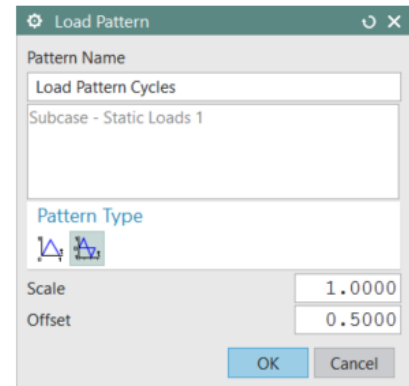 Load Pattern
Pattern Name
Load Pattern Cycles
Subcase - Static Loads 1
Pattern Type
Scale 1.0000
Offset 0.5000
OK Cancel